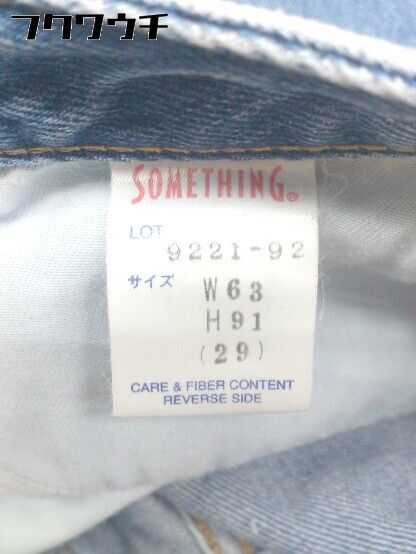 フクウウチ
SOMETHING®
LOT
9221-92
サイズ
W63
H91
(29)
CARE & FIBER CONTENT
REVERSE SIDE